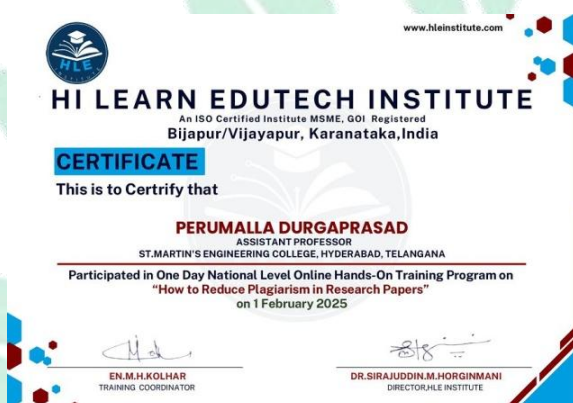 www.hleinstitute.com
HLE
HI LEARN EDUTECH INSTITUTE
An ISO Certified Institute MSME, GOI Registered
Bijapur/Vijayapur, Karanataka,India
CERTIFICATE
This is to Certrify that
PERUMALLA DURGAPRASAD
ASSISTANT PROFESSOR
ST.MARTIN'S ENGINEERING COLLEGE, HYDERABAD, TELANGANA
Participated in One Day National Level Online Hands-On Training Program on
“How to Reduce Plagiarism in Research Papers”
on 1 February 2025
EN.M.H.KOLHAR
TRAINING COORDINATOR
DR.SIRAJUDDIN.M.HORGINMANI
DIRECTOR,HLE INSTITUTE